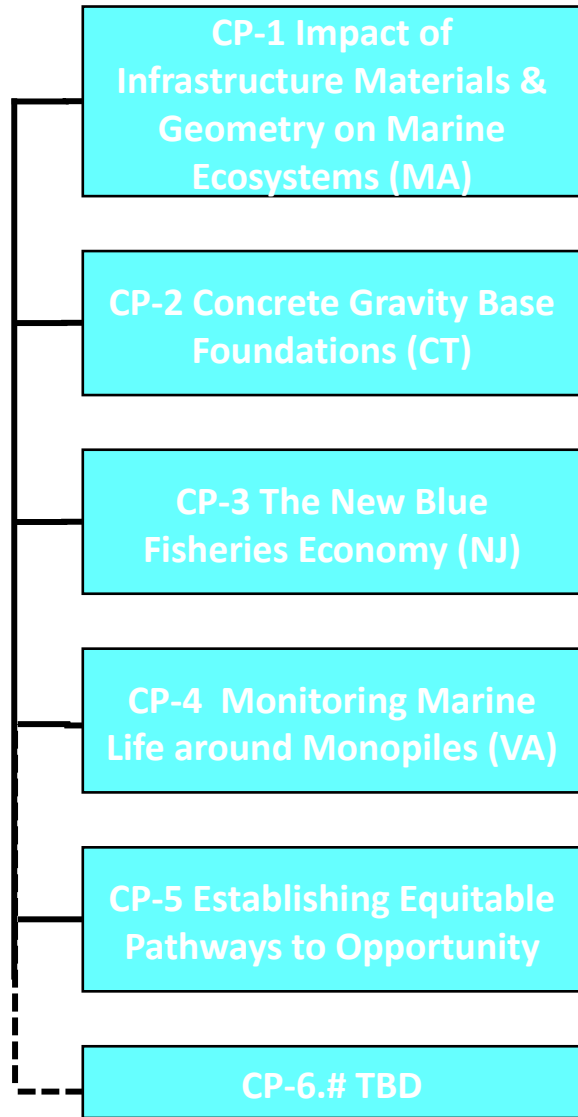 CP-1 Impact of
Infrastructure Materials &
Geometry on Marine
Ecosystems (MA)
CP-2 Concrete Gravity Base
Foundations (CT)
CP-3 The New Blue
Fisheries Economy (NJ)
CP-4  Monitoring Marine
Life around Monopiles (VA)
CP-5 Establishing Equitable
Pathways to Opportunity
CP-6.# TBD